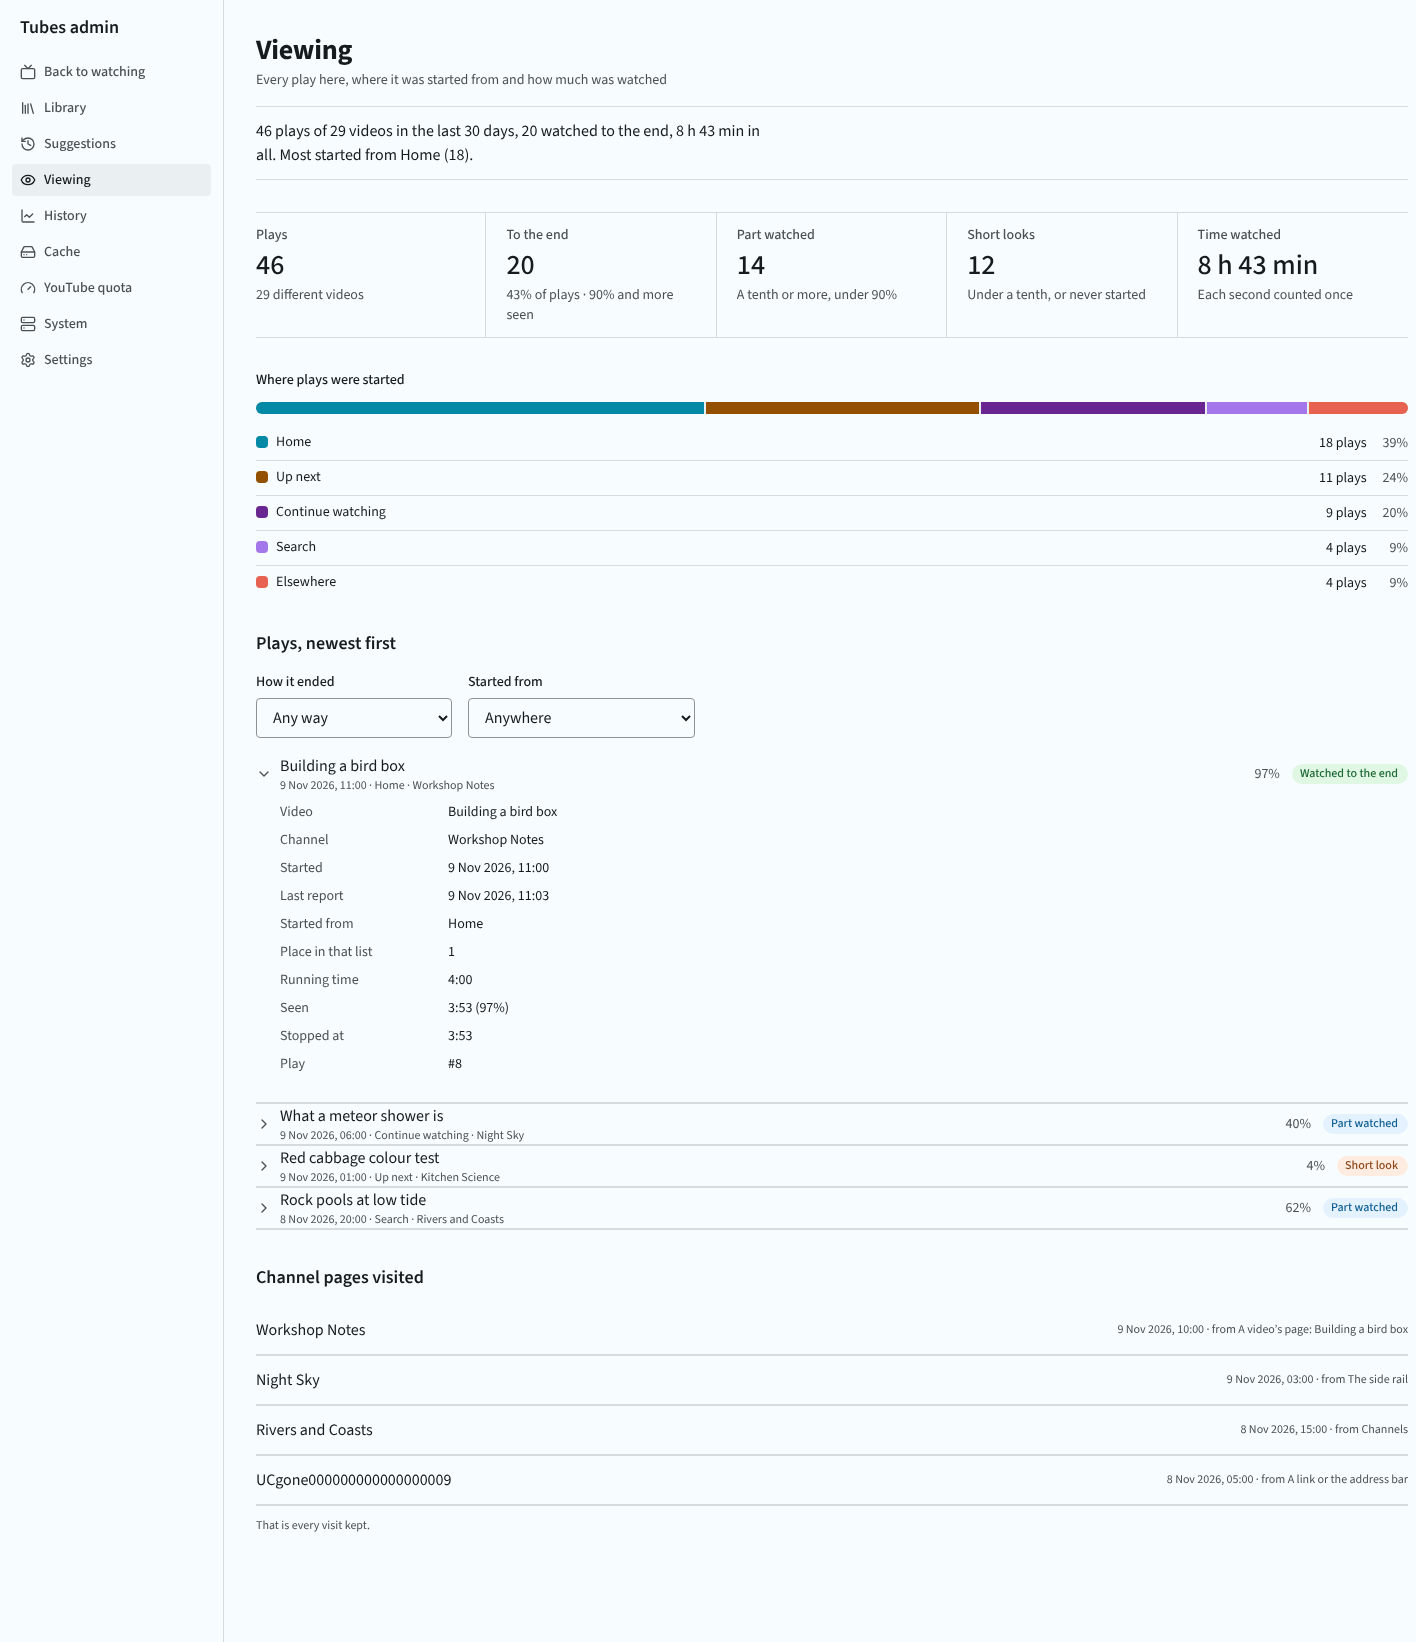 Tubes admin
Back to watching
Library
Suggestions
Viewing
History
Cache
YouTube quota
System
Settings
Viewing
Every play here, where it was started from and how much was watched
46 plays of 29 videos in the last 30 days, 20 watched to the end, 8 h 43 min in
all. Most started from Home (18).
Plays
46
29 different videos
To the end
20
43% of plays · 90% and more
seen
Part watched
14
A tenth or more, under 90%
Short looks
12
Under a tenth, or never started
Time watched
8 h 43 min
Each second counted once
Where plays were started
Home 18 plays 39%
Up next 11 plays 24%
Continue watching 9 plays 20%
Search 4 plays 9%
Elsewhere 4 plays 9%
Plays, newest first
How it ended Started from
Any way Anywhere
Building a bird box
9 Nov 2026, 11:00 · Home · Workshop Notes
97% Watched to the end
Video Building a bird box
Channel Workshop Notes
Started 9 Nov 2026, 11:00
Last report 9 Nov 2026, 11:03
Started from Home
Place in that list 1
Running time 4:00
Seen 3:53 (97%)
Stopped at 3:53
Play #8
What a meteor shower is
9 Nov 2026, 06:00 · Continue watching · Night Sky
40% Part watched
Red cabbage colour test
9 Nov 2026, 01:00 · Up next · Kitchen Science
4% Short look
Rock pools at low tide
8 Nov 2026, 20:00 · Search · Rivers and Coasts
62% Part watched
Channel pages visited
Workshop Notes 9 Nov 2026, 10:00 · from A video’s page: Building a bird box
Night Sky 9 Nov 2026, 03:00 · from The side rail
Rivers and Coasts 8 Nov 2026, 15:00 · from Channels
UCgone000000000000000009 8 Nov 2026, 05:00 · from A link or the address bar
That is every visit kept.